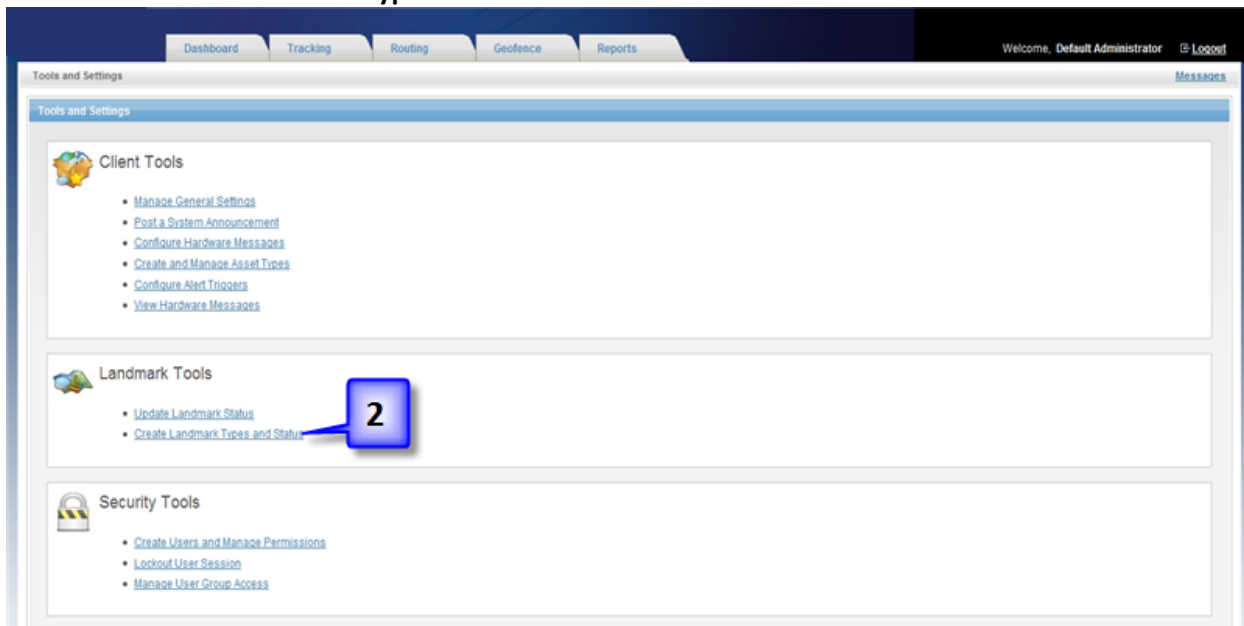 yp
Dashboard Tracking Routing Geofence Reports Welcome, Default Administrator Logout
Tools and Settings Messages
Tools and Settings
Client Tools
• Manage General Settings
• Post a System Announcement
• Configure Hardware Messages
• Create and Manage Asset Types
• Configure Alert Triggers
• View Hardware Messages
Landmark Tools
• Update Landmark Status
• Create Landmark Types and Status
2
Security Tools
• Create Users and Manage Permissions
• Lockout User Session
• Manage User Group Access